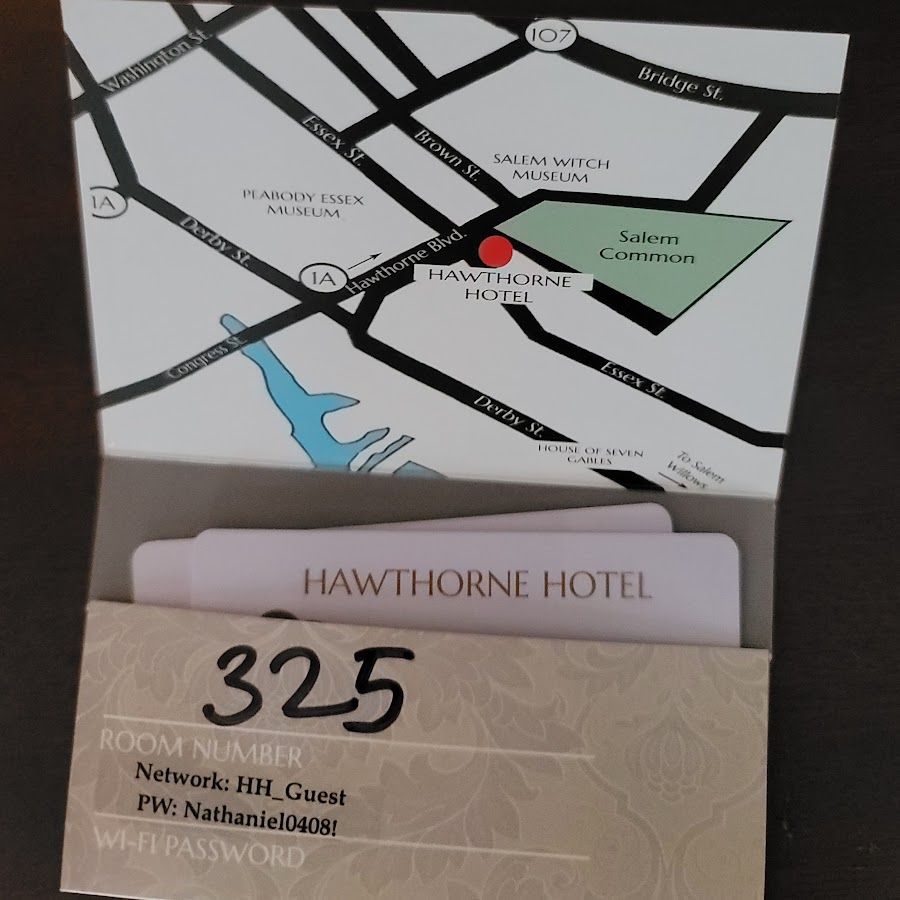 107
Washington St.
Bridge St.
Essex St.
Brown St.
SALEM WITCH
MUSEUM
PEABODY ESSEX
MUSEUM
1A
Derby St.
Salem
Common
Hawthorne Blvd.
1A
HAWTHORNE
HOTEL
Congress St.
Essex St.
Derby St.
HOUSE OF SEVEN
GABLES
To Salem
Willows
HAWTHORNE HOTEL
325
ROOM NUMBER
Network: HH_Guest
PW: Nathaniel0408!
WI-FI PASSWORD